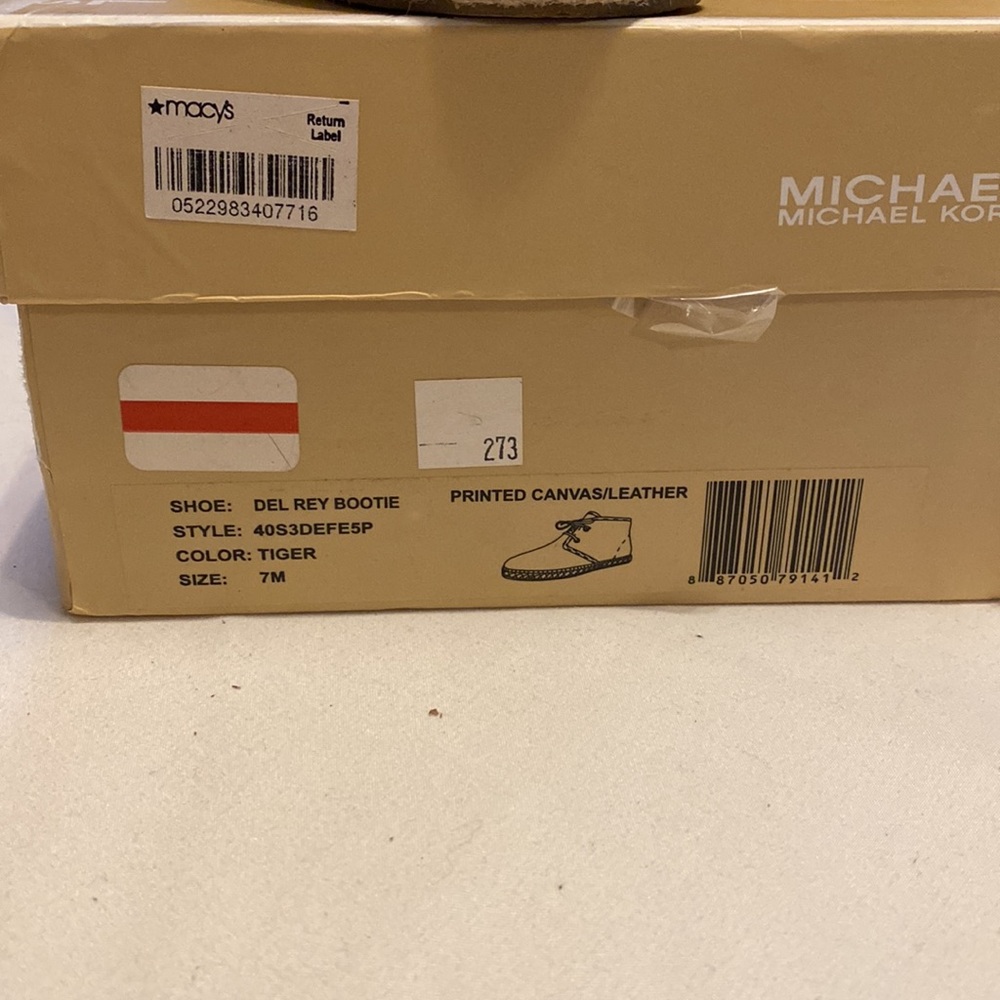 macy's
Return
Label
0522983407716
MICHAE
MICHAEL KOR
273
SHOE: DEL REY BOOTIE
STYLE: 40S3DEFE5P
COLOR: TIGER
SIZE: 7M
PRINTED CANVAS/LEATHER
8 87050 79141 2